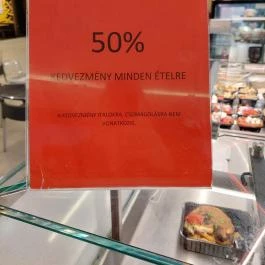 50%
KEDVEZMÉNY MINDEN ÉTELRE
A KEDVEZMÉNY ITALOKRA, CSOMAGOLÁSRA NEM
VONATKOZIK.